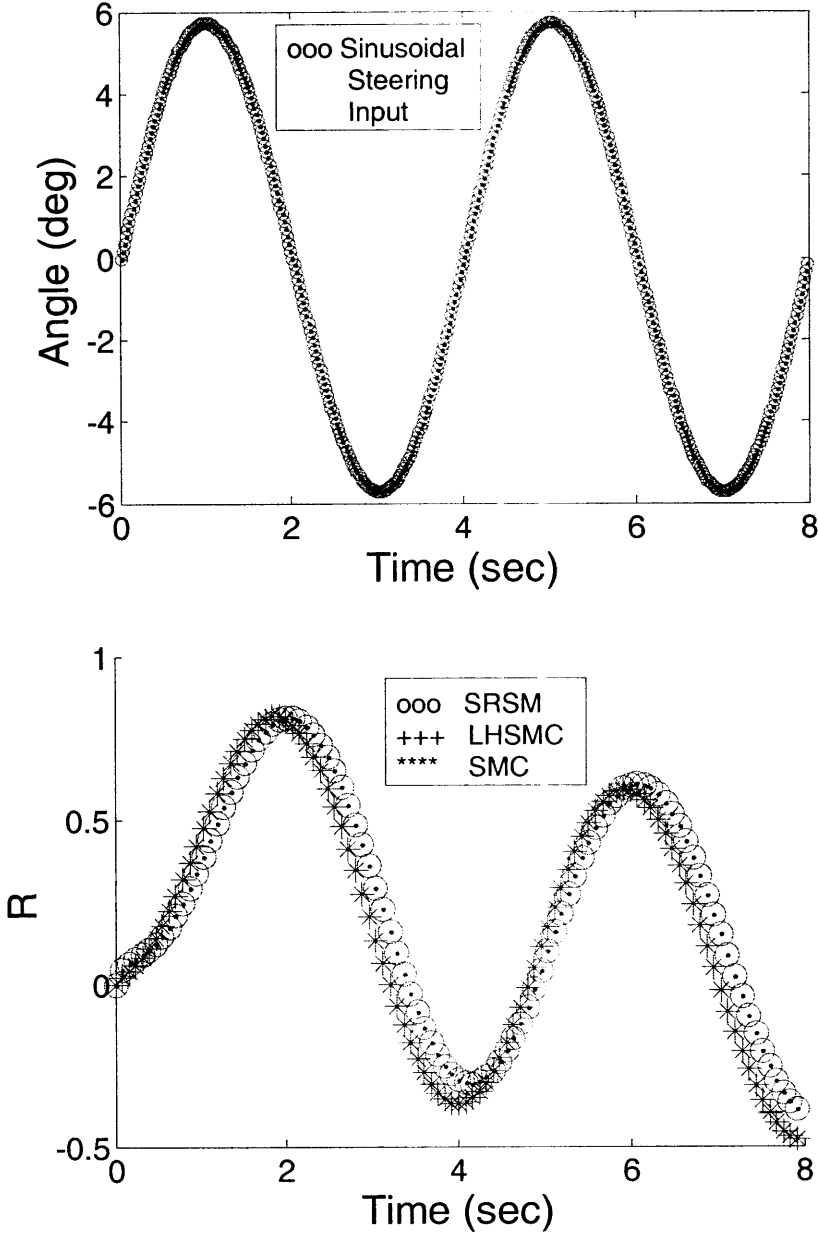 6
ooo Sinusoidal
Steering
Input
4
2
0
-2
-4
-6
Angle (deg)
0 2 4 6 8
Time (sec)
1
ooo SRSM
+++ LHSMC
**** SMC
0.5
0
-0.5
R
0 2 4 6 8
Time (sec)